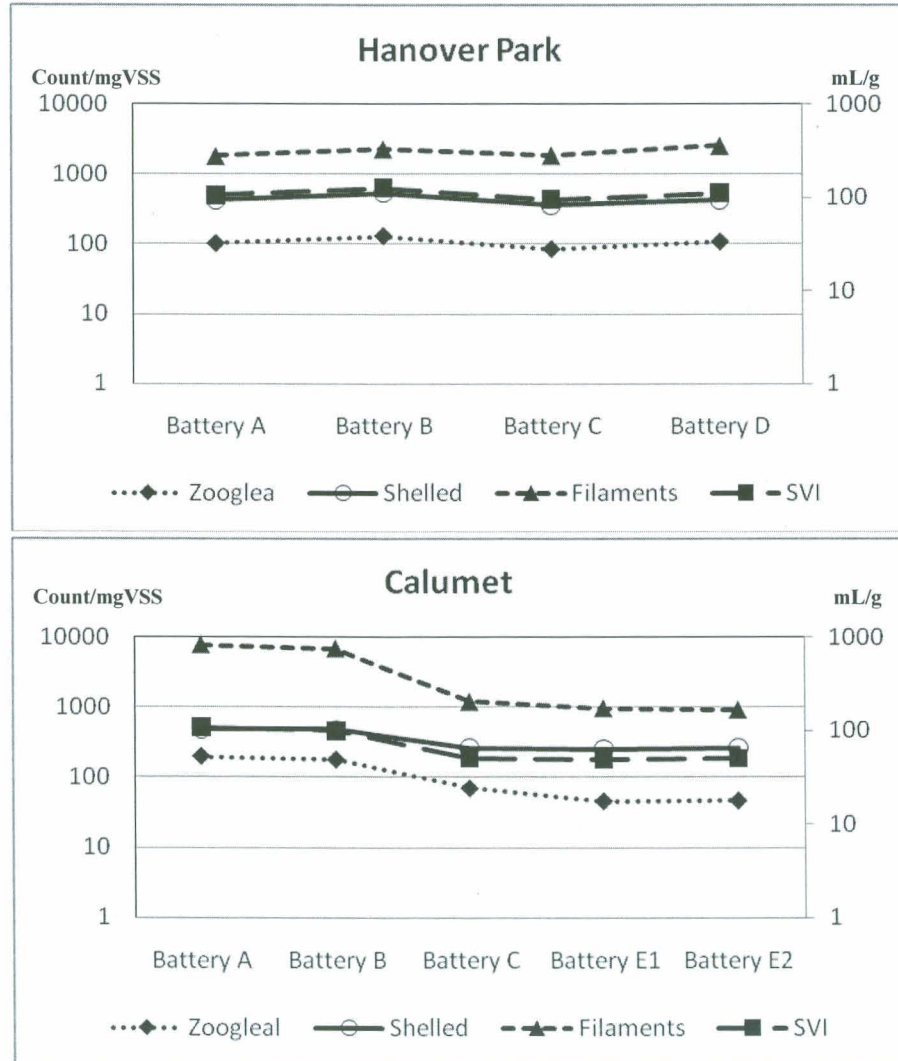 Hanover Park
Count/mgVSS mL/g
10000 1000
1000
100
100
10
10
1 1
Battery A Battery B Battery C Battery D
Zooglea Shelled Filaments SVI
Calumet
Count/mgVSS mL/g
10000 1000
1000
100
100
10
10
1 1
Battery A Battery B Battery C Battery E1 Battery E2
Zoogleal Shelled Filaments SVI